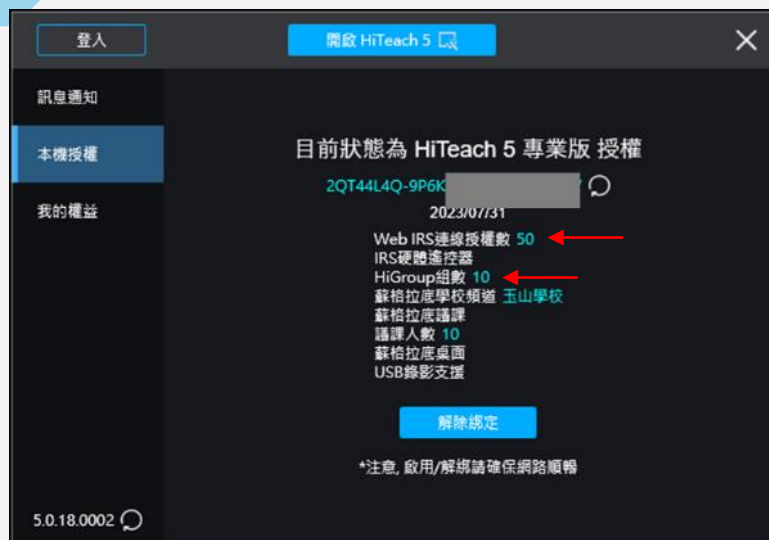 登入
開啟 HiTeach 5
訊息通知
本機授權
我的權益
目前狀態為 HiTeach 5 專業版 授權
2QT44L4Q-9P6K
2023/07/31
Web IRS連線授權數 50
IRS硬體遙控器
HiGroup組數 10
蘇格拉底學校頻道 玉山學校
蘇格拉底議課
議課人數 10
蘇格拉底桌面
USB錄影支援
解除綁定
*注意, 啟用/解綁請確保網路順暢
5.0.18.0002